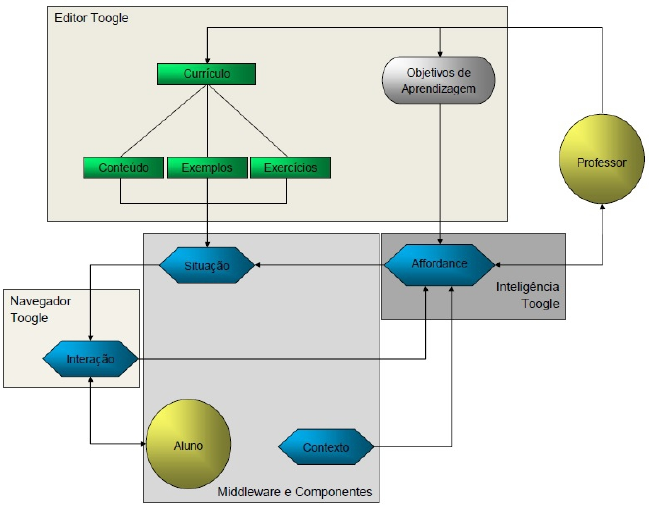 Editor Toogle
Currículo
Objetivos de
Aprendizagem
Professor
Conteúdo
Exemplos
Exercícios
Situação
Affordance
Inteligência
Toogle
Navegador
Toogle
Interação
Aluno
Contexto
Middleware e Componentes